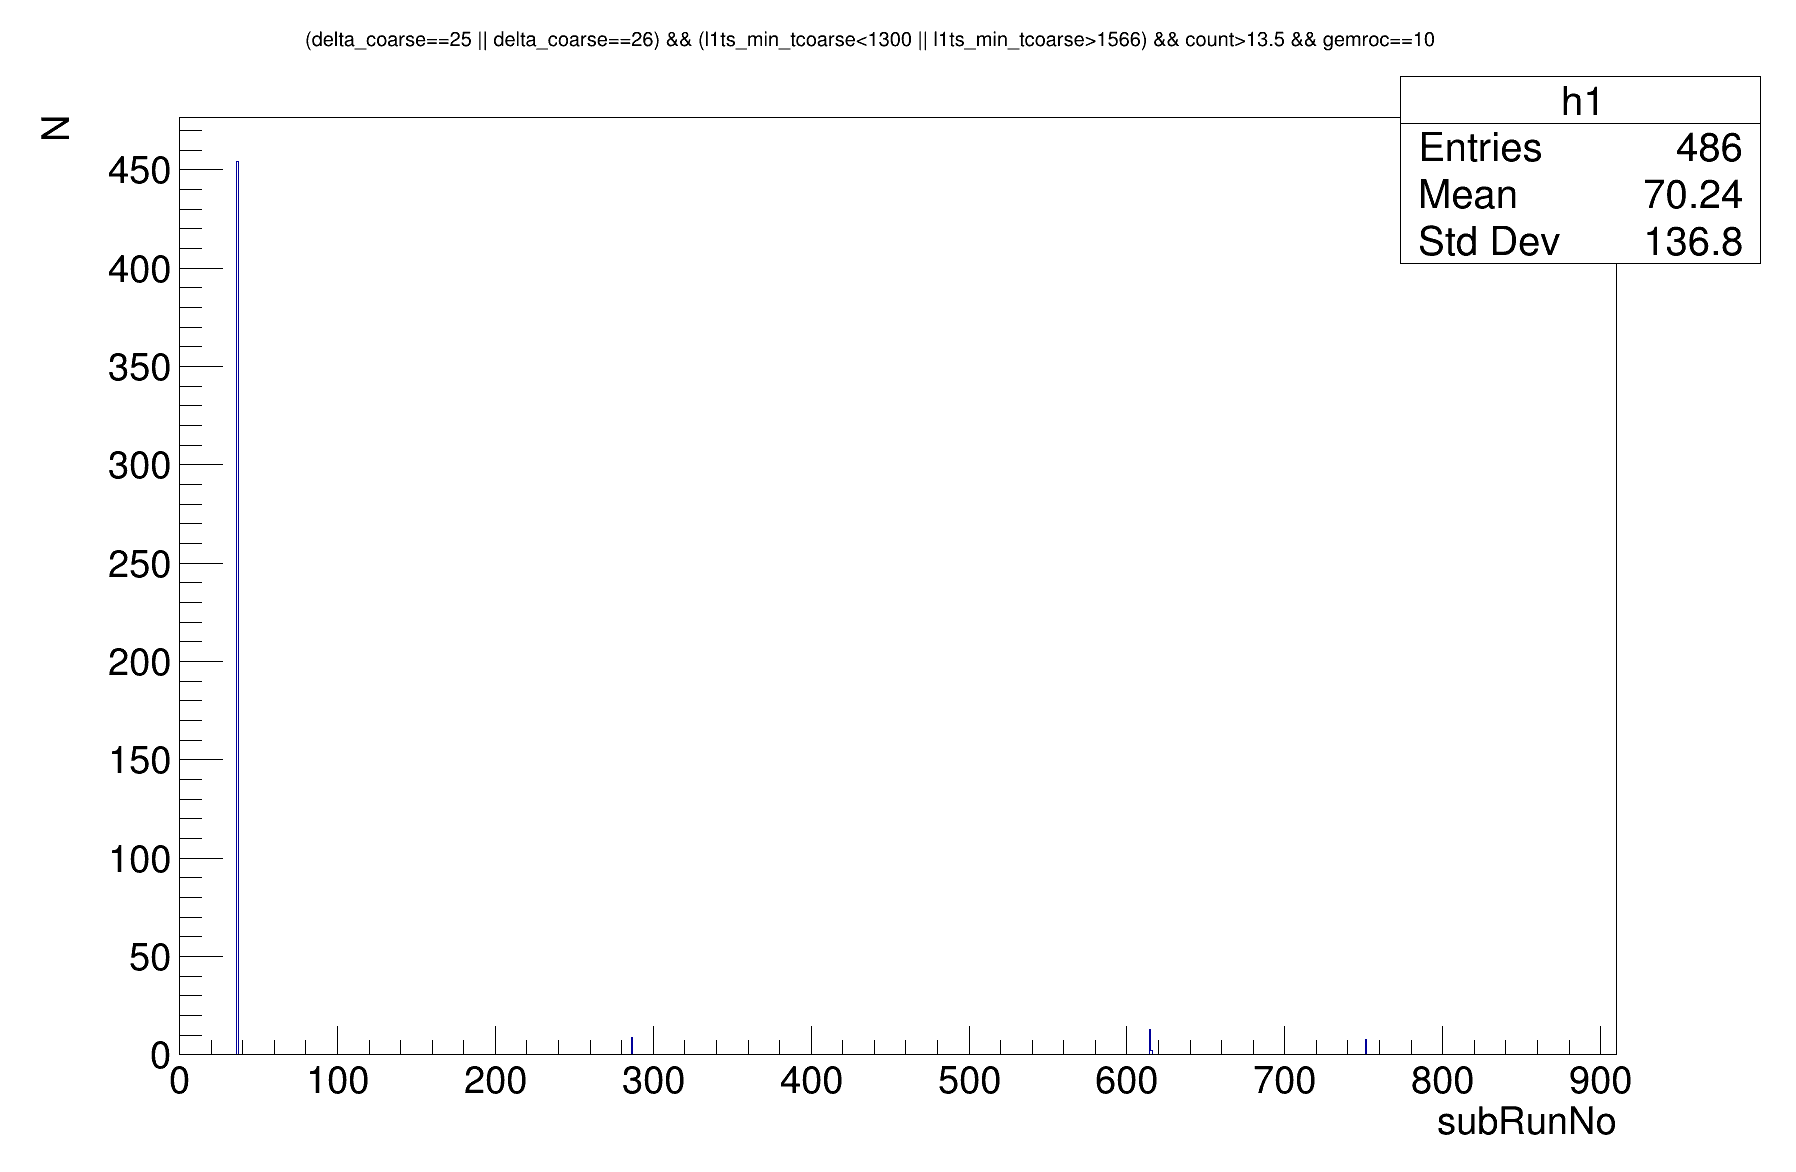 (delta_coarse==25 || delta_coarse==26) && (l1ts_min_tcoarse<1300 || l1ts_min_tcoarse>1566) && count>13.5 && gemroc==10
h1
Entries 486
Mean 70.24
Std Dev 136.8
N
450
400
350
300
250
200
150
100
50
0
0 100 200 300 400 500 600 700 800 900
subRunNo